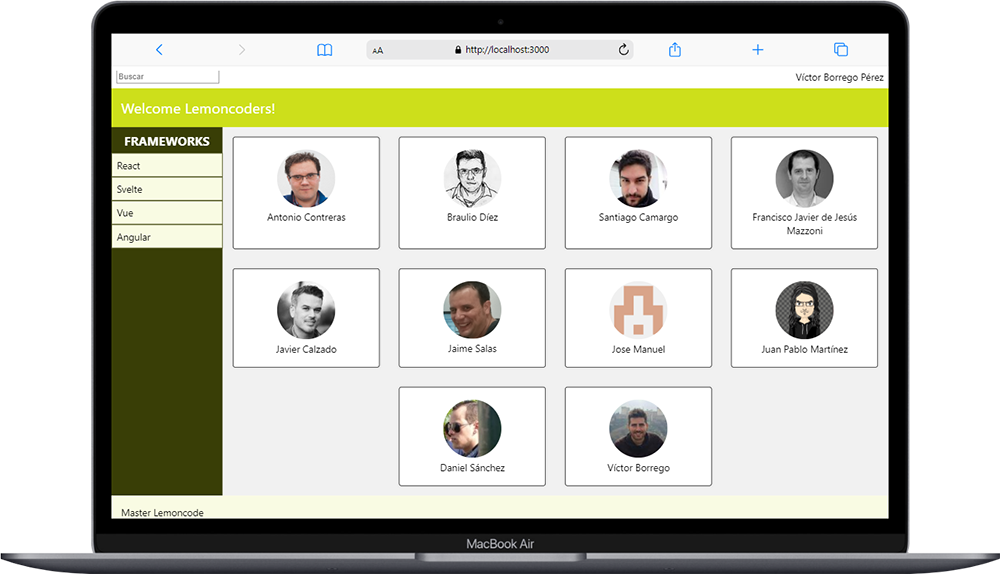 AA http://localhost:3000
Buscar
Víctor Borrego Pérez
Welcome Lemoncoders!
FRAMEWORKS
React
Svelte
Vue
Angular
Antonio Contreras
Braulio Díez
Santiago Camargo
Francisco Javier de Jesús
Mazzoni
Javier Calzado
Jaime Salas
Jose Manuel
Juan Pablo Martínez
Daniel Sánchez
Víctor Borrego
Master Lemoncode
MacBook Air